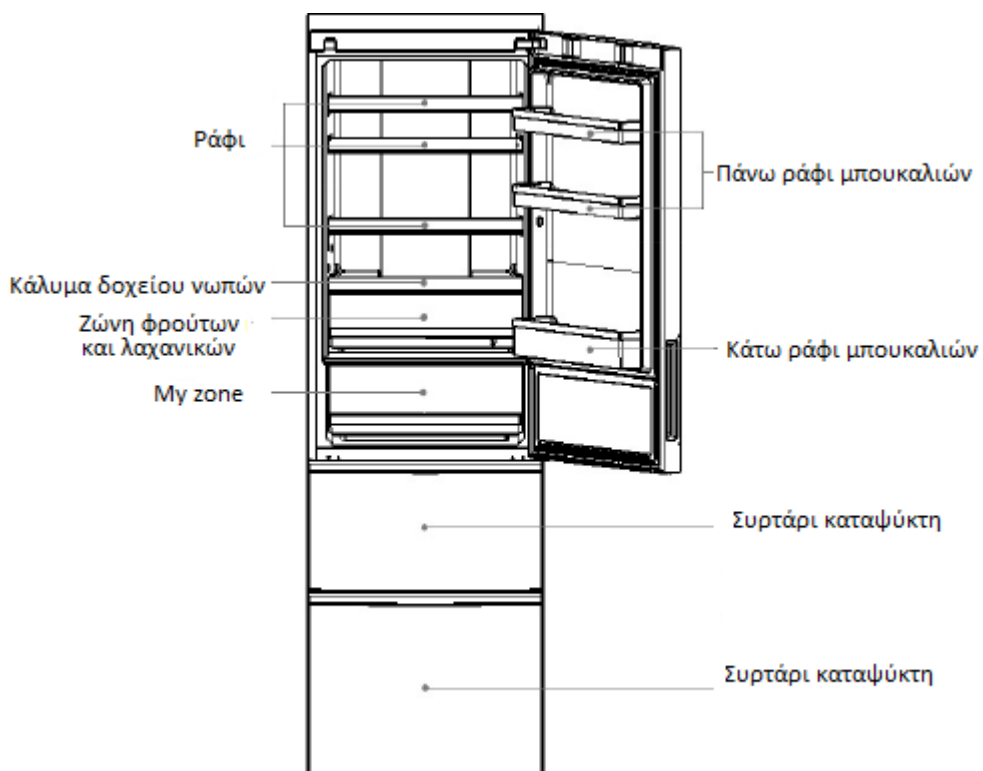 Ράφι
Πάνω ράφι μπουκαλιών
Κάλυμα δοχείου νωπών
Ζώνη φρούτων
και λαχανικών
Κάτω ράφι μπουκαλιών
My zone
Συρτάρι καταψύκτη
Συρτάρι καταψύκτη